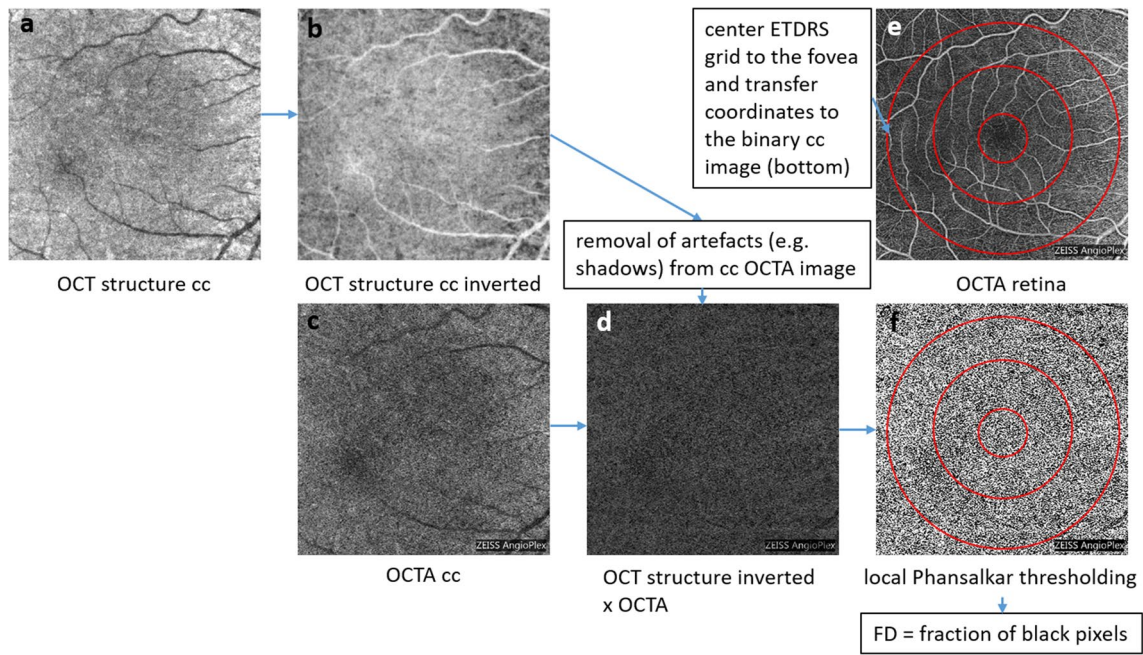 a
OCT structure cc
b
OCT structure cc inverted
center ETDRS
grid to the fovea
and transfer
coordinates to
the binary cc
image (bottom)
e
ZEISS AngioPlex
OCTA retina
removal of artefacts (e.g.
shadows) from cc OCTA image
c
ZEISS AngioPlex
OCTA cc
d
ZEISS AngioPlex
OCT structure inverted
x OCTA
f
ZEISS AngioPlex
local Phansalkar thresholding
FD = fraction of black pixels